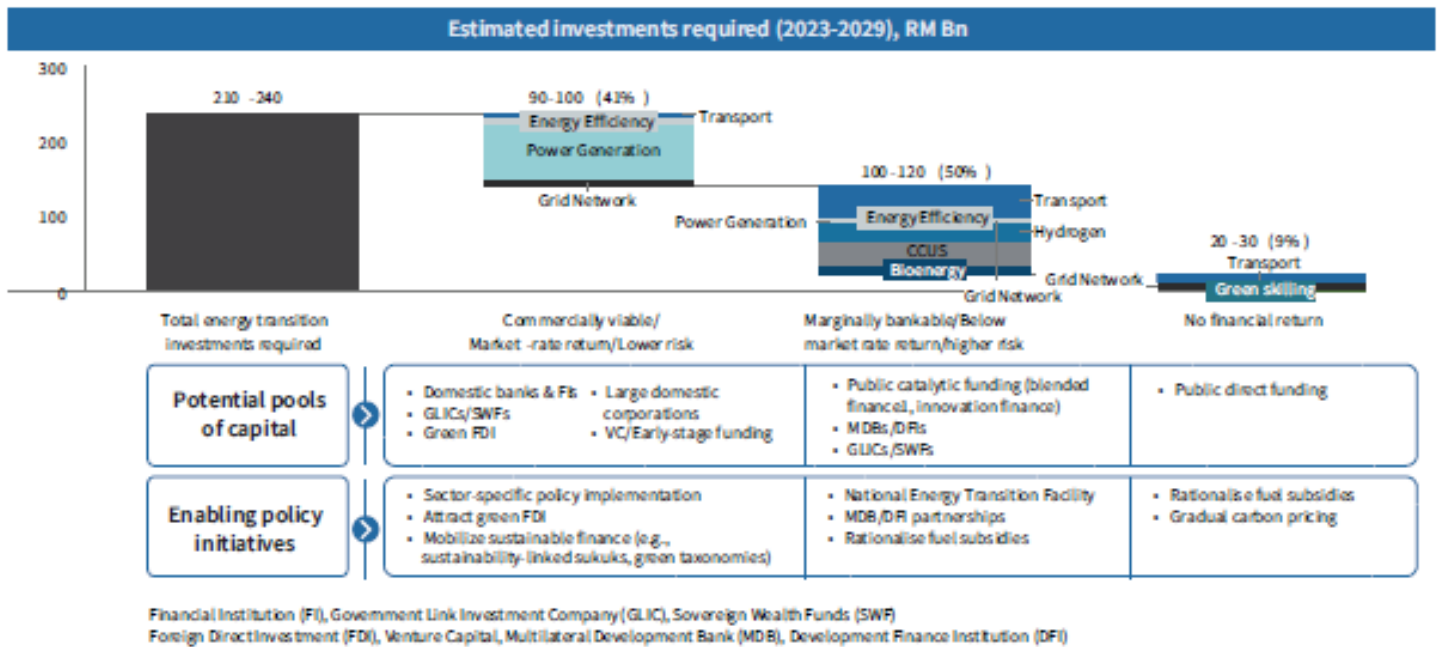 Estimated investments required (2023-2029), RM Bn
300
200
100
0
210 -240
90-100 (41% )
Energy Efficiency
Transport
Power Generation
Grid Network
100-120 (50% )
Transport
Power Generation
Energy Efficiency
Hydrogen
CCUS
Bioenergy
Grid Network
20-30 (9%)
Transport
Grid Network
Green skilling
Total energy transition
investments required
Commercially viable/
Market -rate return/Lower risk
Marginally bankable/Below
market rate return/higher risk
No financial return
Potential pools
of capital
• Domestic banks & FIs
• GLICs/SWFs
• Green FDI
• Large domestic
corporations
• VC/Early-stage funding
• Public catalytic funding (blended
finance1, innovation finance)
• MDBs/DFIs
• GLICs/SWFs
• Public direct funding
Enabling policy
initiatives
• Sector-specific policy implementation
• Attract green FDI
• Mobilize sustainable finance (e.g.,
sustainability-linked sukuks, green taxonomies)
• National Energy Transition Facility
• MDB/DFI partnerships
• Rationalise fuel subsidies
• Rationalise fuel subsidies
• Gradual carbon pricing
Financial Institution (FI), Government Link Investment Company (GLIC), Sovereign Wealth Funds (SWF)
Foreign Direct Investment (FDI), Venture Capital, Multilateral Development Bank (MDB), Development Finance Institution (DFI)